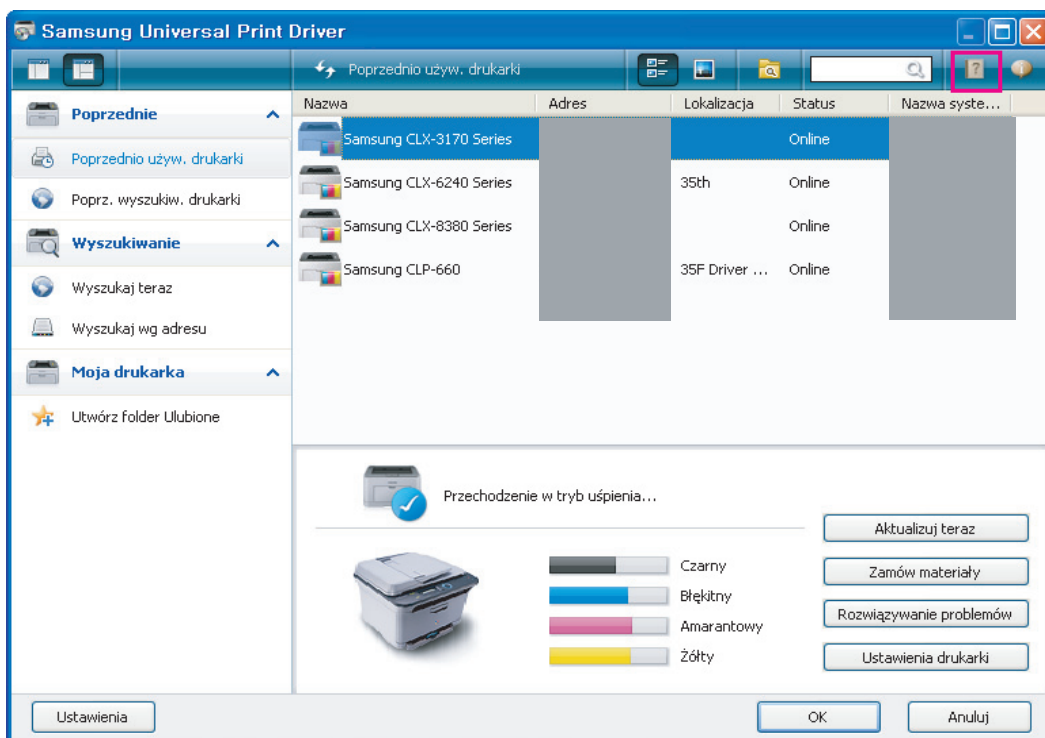 Samsung Universal Print Driver
Poprzednio używ. drukarki
?
Poprzednie
Poprzednio używ. drukarki
Poprz. wyszukiw. drukarki
Wyszukiwanie
Wyszukaj teraz
Wyszukaj wg adresu
Moja drukarka
Utwórz folder Ulubione
Nazwa Adres Lokalizacja Status Nazwa syste...
Samsung CLX-3170 Series Online
Samsung CLX-6240 Series 35th Online
Samsung CLX-8380 Series Online
Samsung CLP-660 35F Driver ... Online
Przechodzenie w tryb uśpienia...
Czarny
Błękitny
Amarantowy
Żółty
Aktualizuj teraz
Zamów materiały
Rozwiązywanie problemów
Ustawienia drukarki
Ustawienia OK Anuluj